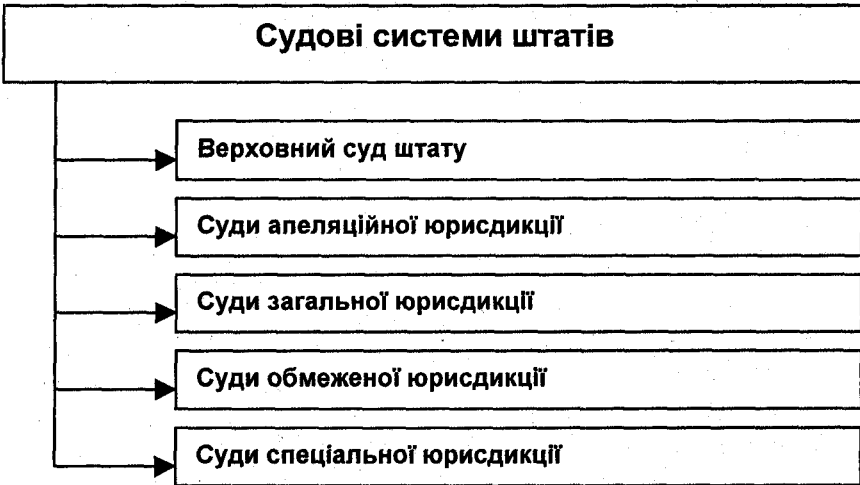 Судові системи штатів
Верховний суд штату
Суди апеляційної юрисдикції
Суди загальної юрисдикції
Суди обмеженої юрисдикції
Суди спеціальної юрисдикції